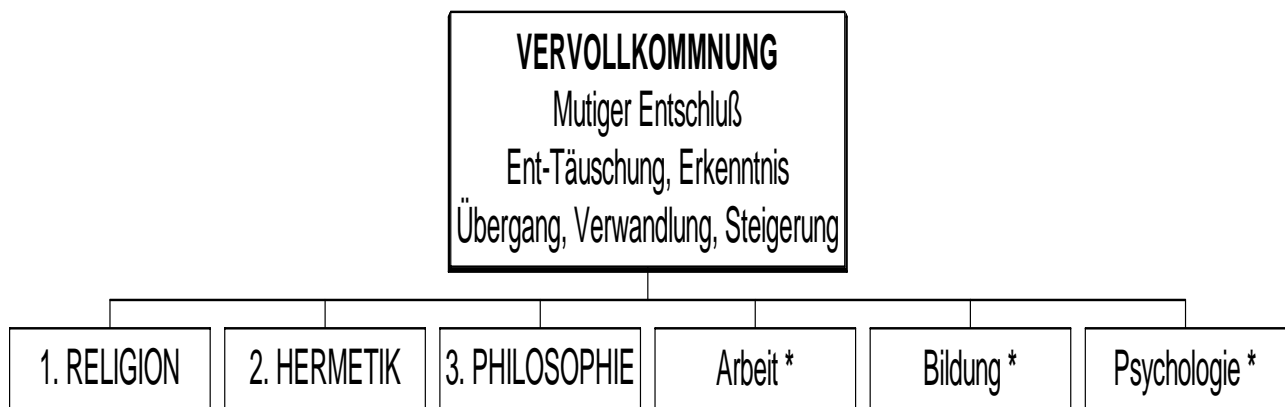 VERVOLLKOMMNUNG
Mutiger Entschluß
Ent-Täuschung, Erkenntnis
Übergang, Verwandlung, Steigerung
1. RELIGION
2. HERMETIK
3. PHILOSOPHIE
Arbeit *
Bildung *
Psychologie *